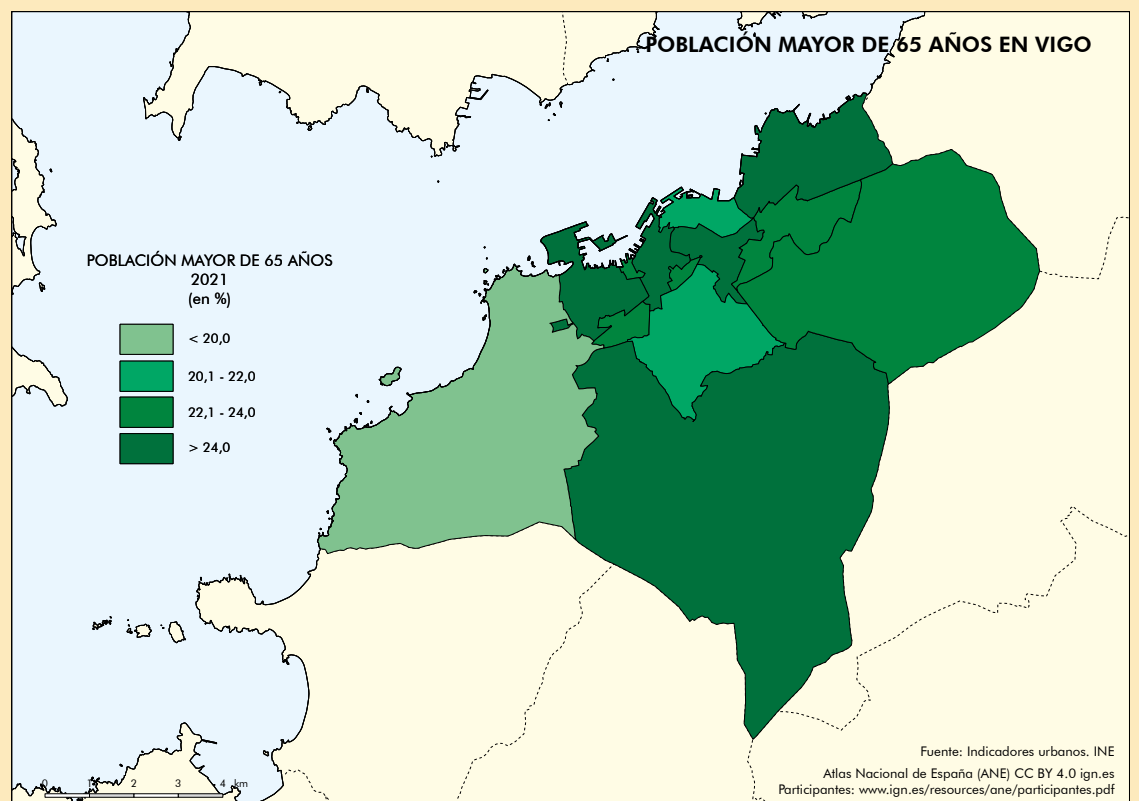 POBLACIÓN MAYOR DE 65 AÑOS EN VIGO
POBLACIÓN MAYOR DE 65 AÑOS
2021
(en %)
< 20,0
20,1 - 22,0
22,1 - 24,0
> 24,0
0 1 2 3 4 km
Fuente: Indicadores urbanos. INE
Atlas Nacional de España (ANE) CC BY 4.0 ign.es
Participantes: www.ign.es/resources/ane/participantes.pdf